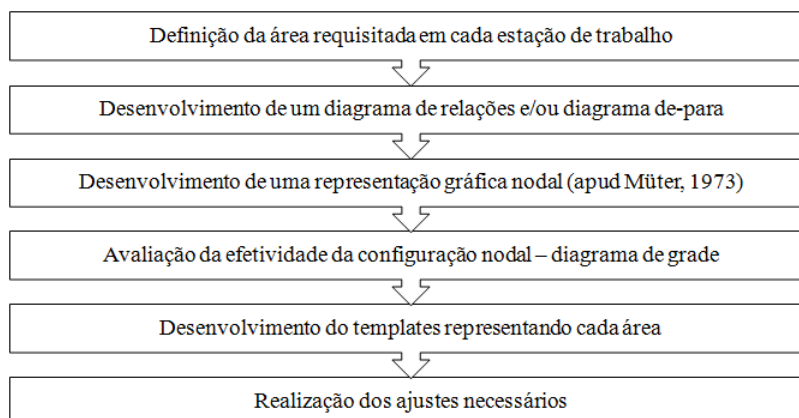 Definição da área requisitada em cada estação de trabalho
Desenvolvimento de um diagrama de relações e/ou diagrama de-para
Desenvolvimento de uma representação gráfica nodal (apud Müter, 1973)
Avaliação da efetividade da configuração nodal – diagrama de grade
Desenvolvimento do templates representando cada área
Realização dos ajustes necessários